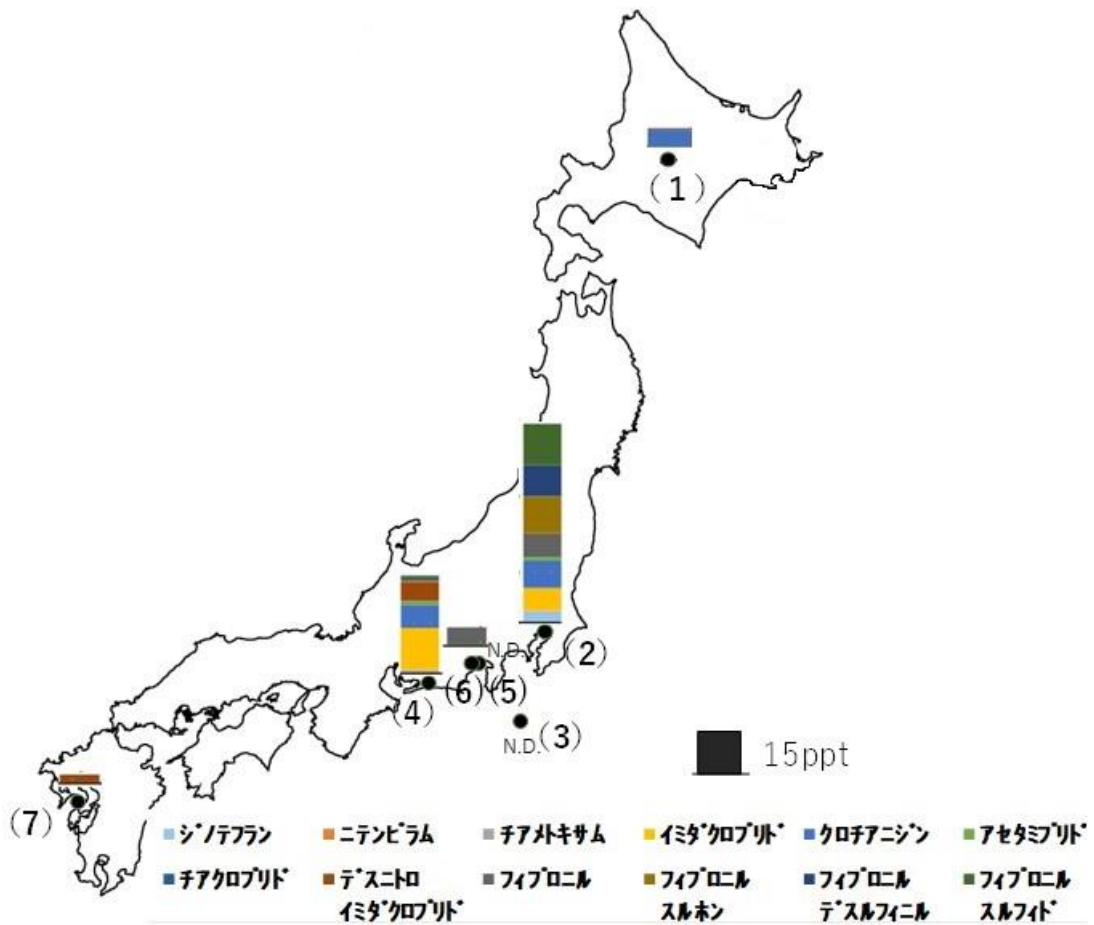 (1)
N.D.
(2)
(6)
(5)
(4)
(3)
N.D.
15ppt
(7)
ジノテフラン
ニテンピラム
チアメトキサム
イミダクロプリド
クロチアニジン
アセタミプリド
チアクロプリド
デスニトロ
イミダクロプリド
フィプロニル
フィプロニル
スルホン
フィプロニル
デスルフィニル
フィプロニル
スルフィド